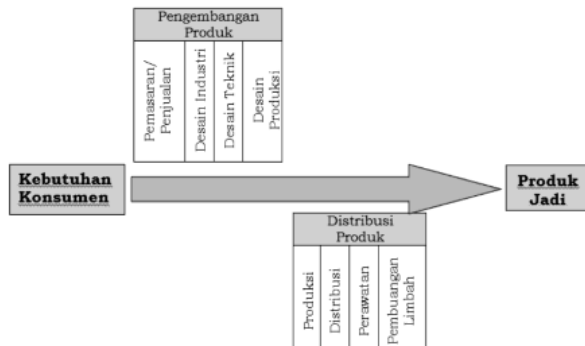 Pengembangan
Produk
Pemasaran/
Penjualan
Desain Industri
Desain Teknik
Desain
Produksi
Kebutuhan
Konsumen
Produk
Jadi
Distribusi
Produk
Produksi
Distribusi
Perawatan
Pembuangan
Limbah